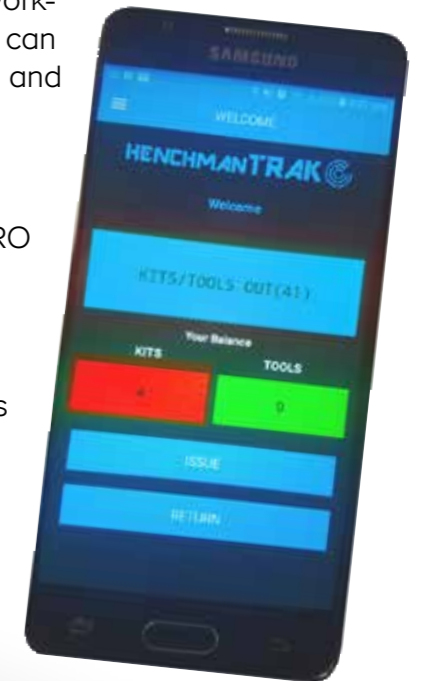 ork-
can
and
RO
s
SAMSUNG
WELCOME
HENCHMANTRAK
Welcome
KITS/TOOLS OUT(41)
Your Balance
KITS TOOLS
0
ISSUE
RETURN